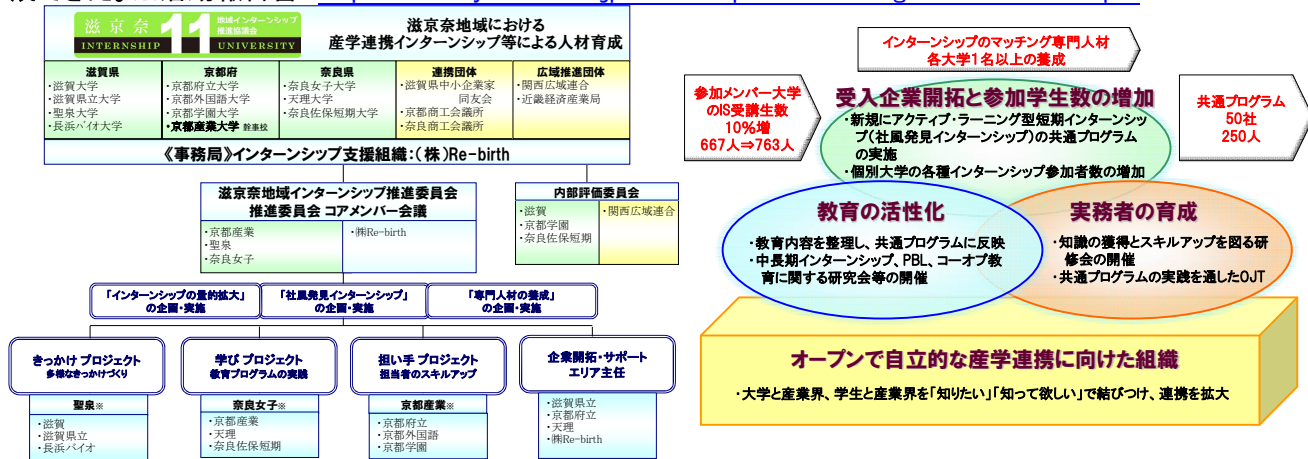 滋京奈
INTERNSHIP
11
地域インターンシップ
推進協議会
UNIVERSITY
滋京奈地域における
産学連携インターンシップ等による人材育成
滋賀県
・滋賀大学
・滋賀県立大学
・聖泉大学
・長浜バイオ大学
京都府
・京都府立大学
・京都外国語大学
・京都学園大学
・京都産業大学 幹事校
奈良県
・奈良女子大学
・天理大学
・奈良佐保短期大学
連携団体
・滋賀県中小企業家
同友会
・京都商工会議所
・奈良商工会議所
広域推進団体
・関西広域連合
・近畿経済産業局
《事務局》インターンシップ支援組織：（株）Re-birth
滋京奈地域インターンシップ推進委員会
推進委員会 コアメンバー会議
・京都産業
・聖泉
・奈良女子
・㈱Re-birth
内部評価委員会
・滋賀
・京都学園
・奈良佐保短期
・関西広域連合
「インターンシップの量的拡大」
の企画・実施
「社風発見インターンシップ」
の企画・実施
「専門人材の養成」
の企画・実施
きっかけ プロジェクト
多様なきっかけづくり
聖泉※
・滋賀
・滋賀県立
・長浜バイオ
学び プロジェクト
教育プログラムの実践
奈良女子※
・京都産業
・天理
・奈良佐保短期
担い手 プロジェクト
担当者のスキルアップ
京都産業※
・京都府立
・京都外国語
・京都学園
企業開拓・サポート
エリア主任
・滋賀県立
・京都府立
・天理
・㈱Re-birth
インターンシップのマッチング専門人材
各大学1名以上の養成
参加メンバー大学
のIS受講生数
10％増
667人⇒763人
受入企業開拓と参加学生数の増加
・新規にアクティブ・ラーニング型短期インターンシッ
プ（社風発見インターンシップ）の共通プログラム
の実施
・個別大学の各種インターンシップ参加者数の増加
共通プログラム
50社
250人
教育の活性化
・教育内容を整理し、共通プログラムに反映
・中長期インターンシップ、PBL、コーオプ教
育に関する研究会等の開催
実務者の育成
・知識の獲得とスキルアップを図る研
修会の開催
・共通プログラムの実践を通したOJT
オープンで自立的な産学連携に向けた組織
・大学と産業界、学生と産業界を「知りたい」「知って欲しい」で結びつけ、連携を拡大